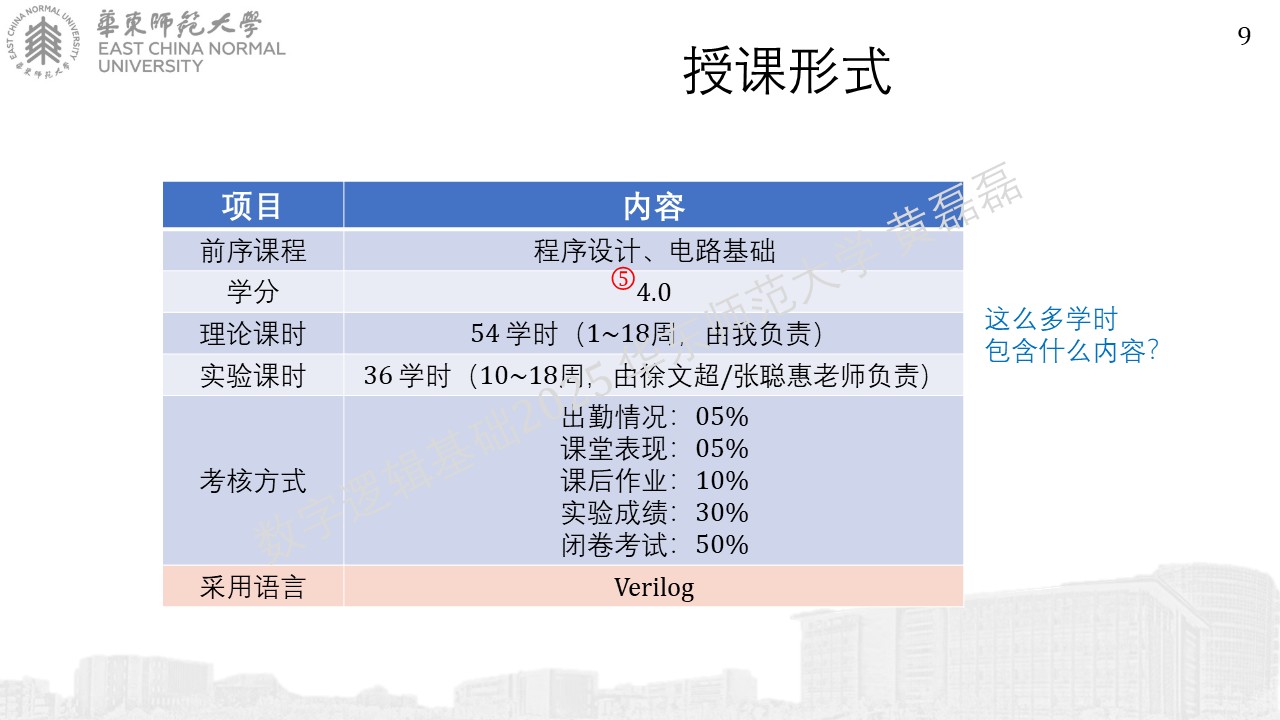 華東師範大學
EAST CHINA NORMAL
UNIVERSITY
EAST CHINA NORMAL UNIVERSITY
華東師範大學
9
授课形式
项目 内容
前序课程 程序设计、电路基础
学分 ⑤ 4.0
理论课时 54 学时（1~18周，由我负责）
实验课时 36 学时（10~18周，由徐文超/张聪惠老师负责）
考核方式
出勤情况：05%
课堂表现：05%
课后作业：10%
实验成绩：30%
闭卷考试：50%
采用语言 Verilog
这么多学时
包含什么内容？
数字逻辑基础2025 华东师范大学 黄磊磊